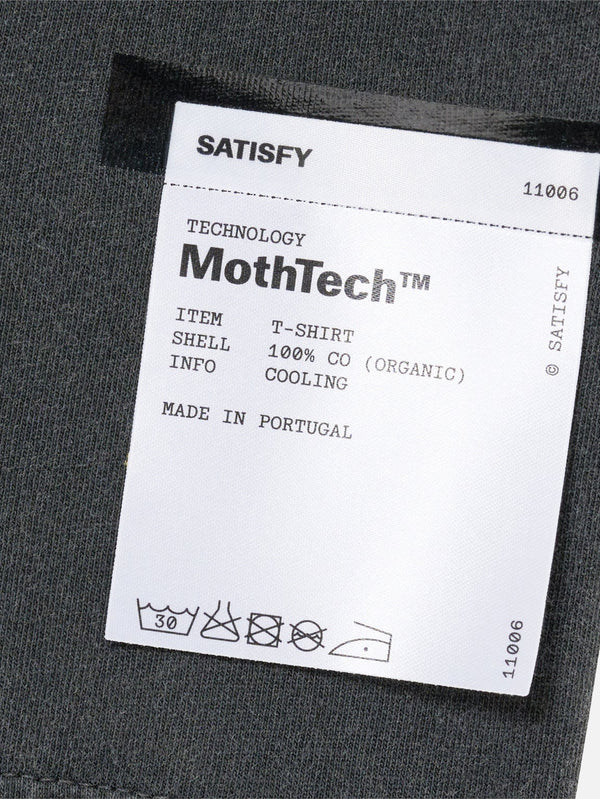 SATISFY
11006
TECHNOLOGY
MothTech™
ITEM T-SHIRT
SHELL 100% CO (ORGANIC)
INFO COOLING
MADE IN PORTUGAL
© SATISFY
30
11006